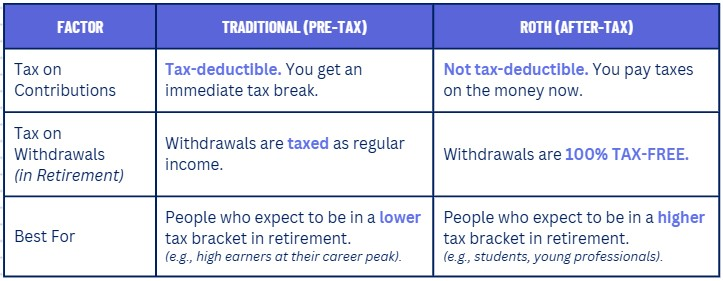 FACTOR
TRADITIONAL (PRE-TAX)
ROTH (AFTER-TAX)
Tax on
Contributions
Tax-deductible. You get an
immediate tax break.
Not tax-deductible. You pay taxes
on the money now.
Tax on
Withdrawals
(in Retirement)
Withdrawals are taxed as regular
income.
Withdrawals are 100% TAX-FREE.
Best For
People who expect to be in a lower
tax bracket in retirement.
(e.g., high earners at their career peak).
People who expect to be in a higher
tax bracket in retirement.
(e.g., students, young professionals).